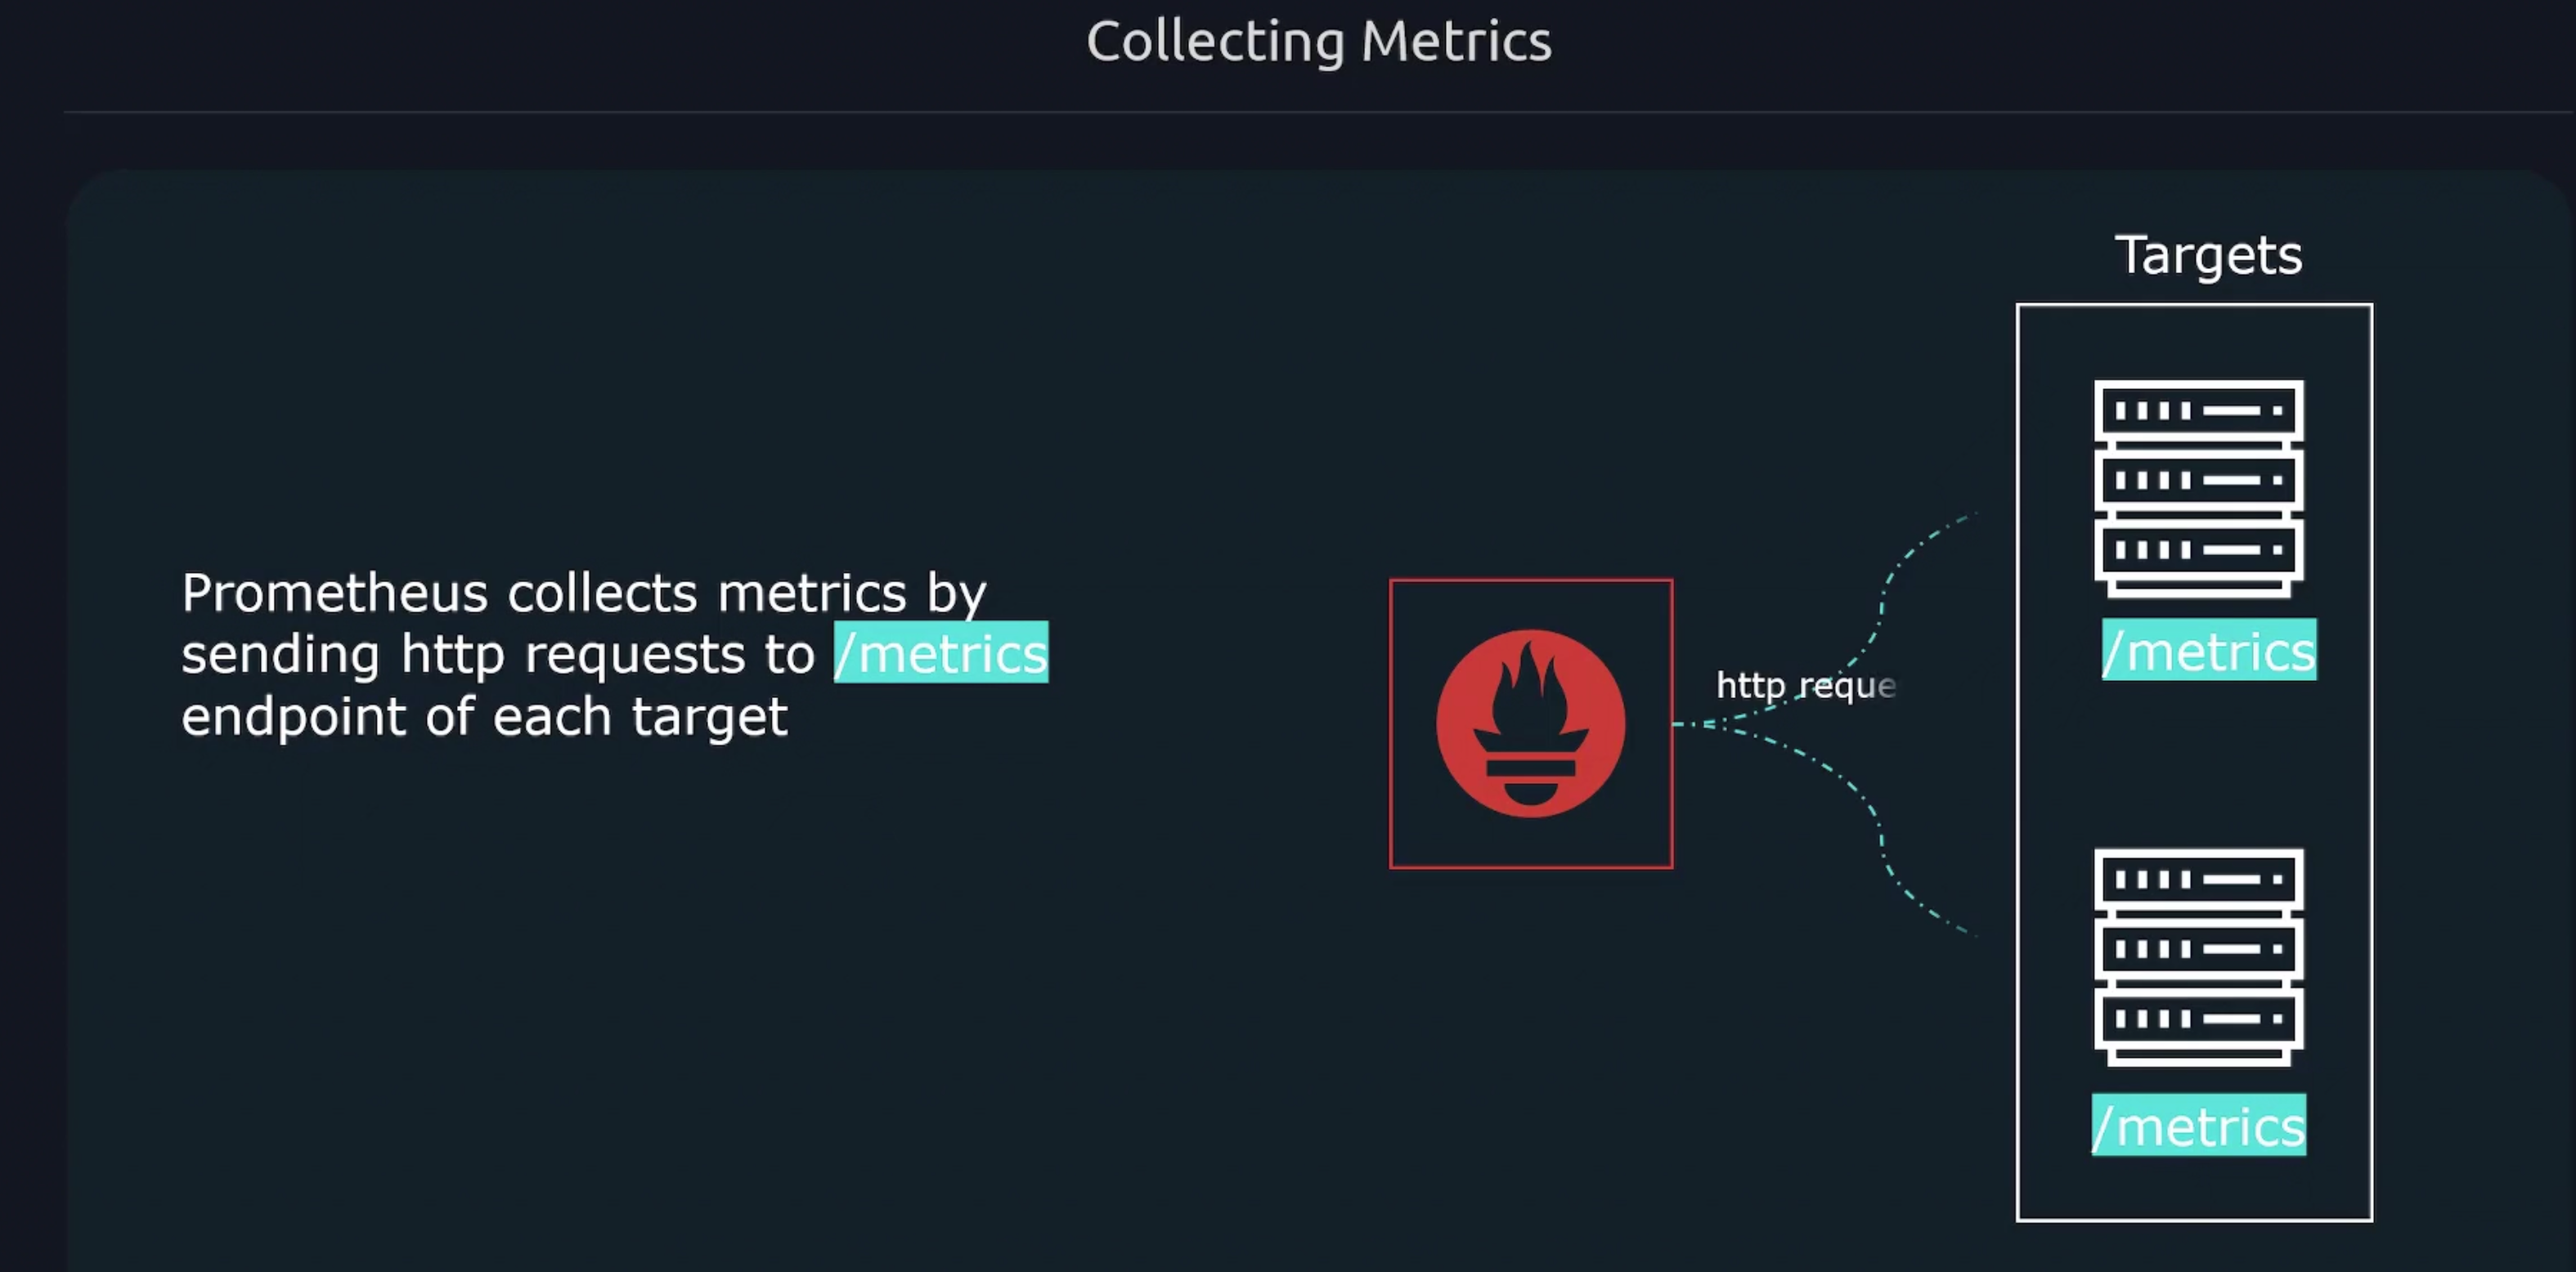 Collecting Metrics
Targets
Prometheus collects metrics by
sending http requests to /metrics
endpoint of each target
http reque
/metrics
/metrics